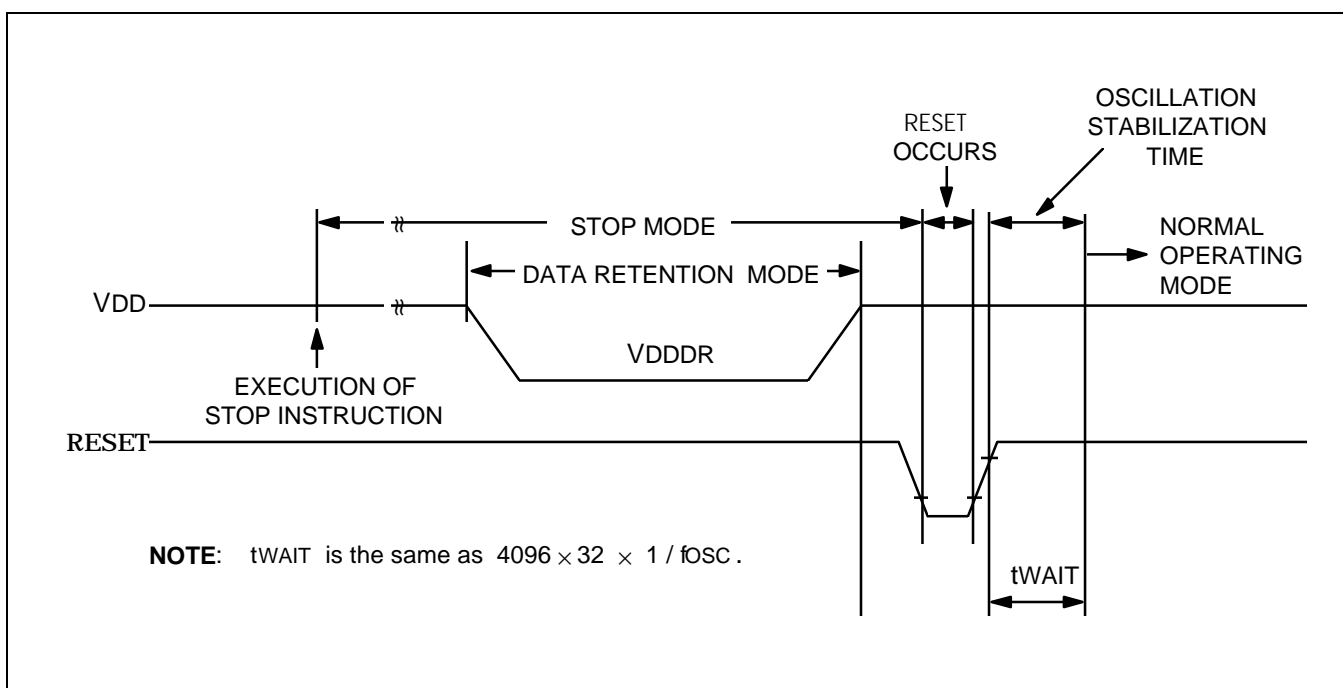 OSCILLATION
STABILIZATION
TIME
RESET
OCCURS
STOP MODE
NORMAL
OPERATING
MODE
DATA RETENTION MODE
VDD
VDDDR
EXECUTION OF
STOP INSTRUCTION
RESET
NOTE: tWAIT is the same as 4096 × 32 × 1 / fOSC .
tWAIT